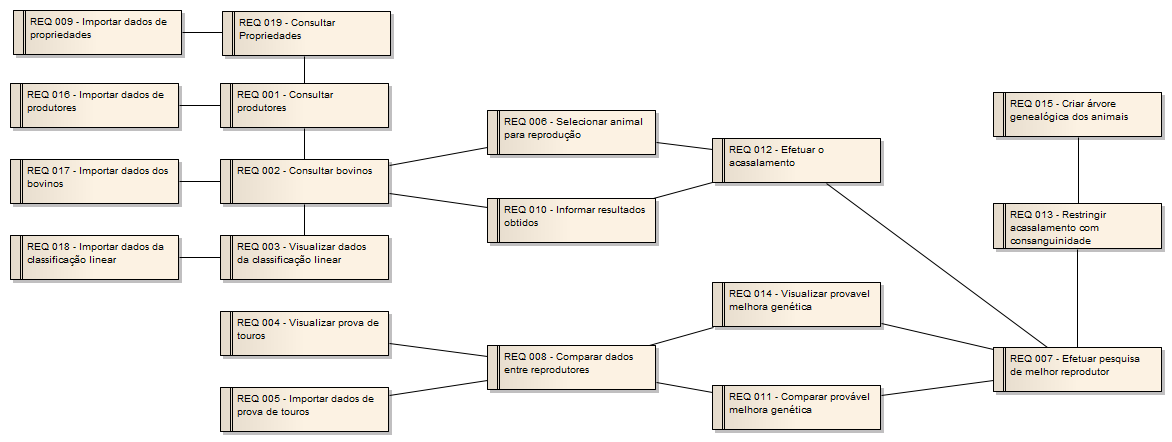 REQ 009 - Importar dados de
propriedades
REQ 019 - Consultar
Propriedades
REQ 016 - Importar dados de
produtores
REQ 001 - Consultar
produtores
REQ 017 - Importar dados dos
bovinos
REQ 002 - Consultar bovinos
REQ 018 - Importar dados da
classificação linear
REQ 003 - Visualizar dados
da classificação linear
REQ 004 - Visualizar prova de
touros
REQ 005 - Importar dados de
prova de touros
REQ 006 - Selecionar animal
para reprodução
REQ 010 - Informar resultados
obtidos
REQ 008 - Comparar dados
entre reprodutores
REQ 012 - Efetuar o
acasalamento
REQ 014 - Visualizar provavel
melhora genética
REQ 011 - Comparar provável
melhora genética
REQ 015 - Criar árvore
genealógica dos animais
REQ 013 - Restringir
acasalamento com
consanguinidade
REQ 007 - Efetuar pesquisa
de melhor reprodutor